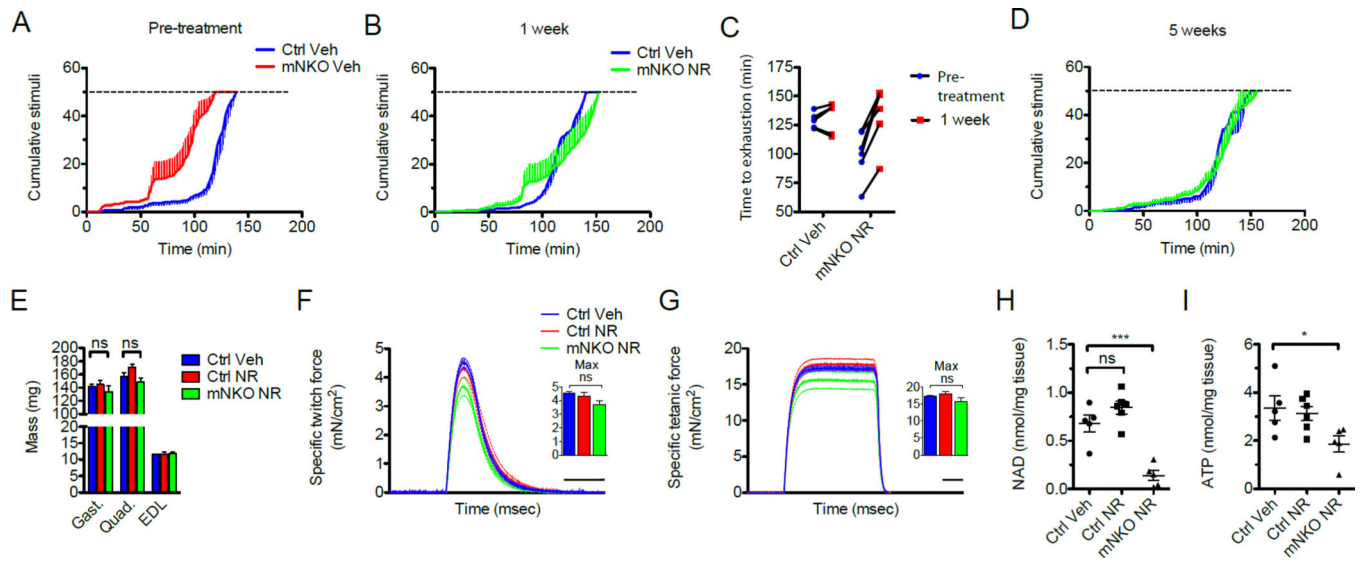 A
Pre-treatment
Ctrl Veh
mNKO Veh
Cumulative stimuli
60
40
20
0
0 50 100 150 200
Time (min)
B
1 week
Ctrl Veh
mNKO NR
Cumulative stimuli
60
40
20
0
0 50 100 150 200
Time (min)
C
Time to exhaustion (min)
175
150
125
100
75
50
Ctrl Veh
mNKO NR
Pre-
treatment
1 week
D
5 weeks
Cumulative stimuli
60
40
20
0
0 50 100 150 200
Time (min)
E
ns ns
Mass (mg)
200
180
160
140
120
100
20
15
10
5
0
Gast.
Quad.
EDL
Ctrl Veh
Ctrl NR
mNKO NR
F
Ctrl Veh
Ctrl NR
mNKO NR
Specific twitch force
(mN/cm²)
5
4
3
2
1
0
Time (msec)
Max
ns
5
4
3
2
1
0
G
Specific tetanic force
(mN/cm²)
20
15
10
5
0
Time (msec)
Max
ns
20
15
10
5
0
H
NAD (nmol/mg tissue)
1.5
1.0
0.75
0.5
0.25
0.0
***
ns
Ctrl Veh
Ctrl NR
mNKO NR
I
ATP (nmol/mg tissue)
6
4
2
0
*
Ctrl Veh
Ctrl NR
mNKO NR